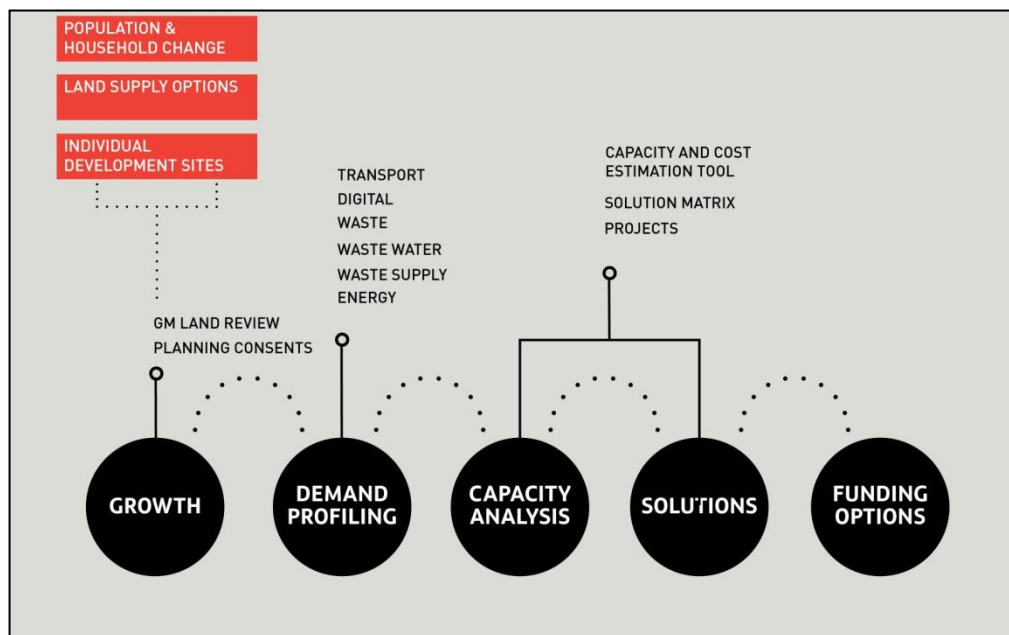 POPULATION &
HOUSEHOLD CHANGE
LAND SUPPLY OPTIONS
INDIVIDUAL
DEVELOPMENT SITES
GM LAND REVIEW
PLANNING CONSENTS
TRANSPORT
DIGITAL
WASTE
WASTE WATER
WASTE SUPPLY
ENERGY
CAPACITY AND COST
ESTIMATION TOOL
SOLUTION MATRIX
PROJECTS
GROWTH
DEMAND
PROFILING
CAPACITY
ANALYSIS
SOLUTIONS
FUNDING
OPTIONS